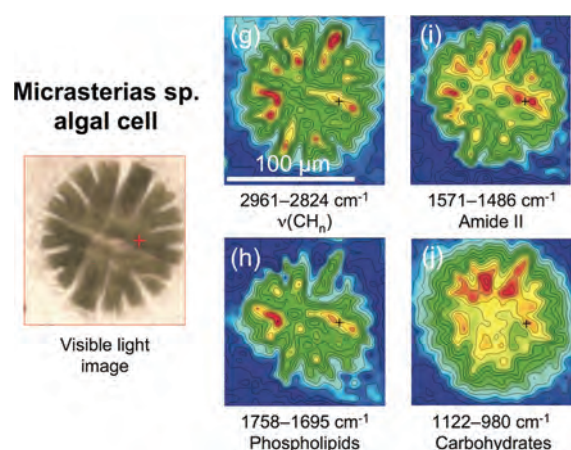 Micrasterias sp.
algal cell
Visible light
image
(g)
100 µm
2961–2824 cm⁻¹
ν(CHₙ)
(i)
1571–1486 cm⁻¹
Amide II
(h)
1758–1695 cm⁻¹
Phospholipids
(j)
1122–980 cm⁻¹
Carbohydrates